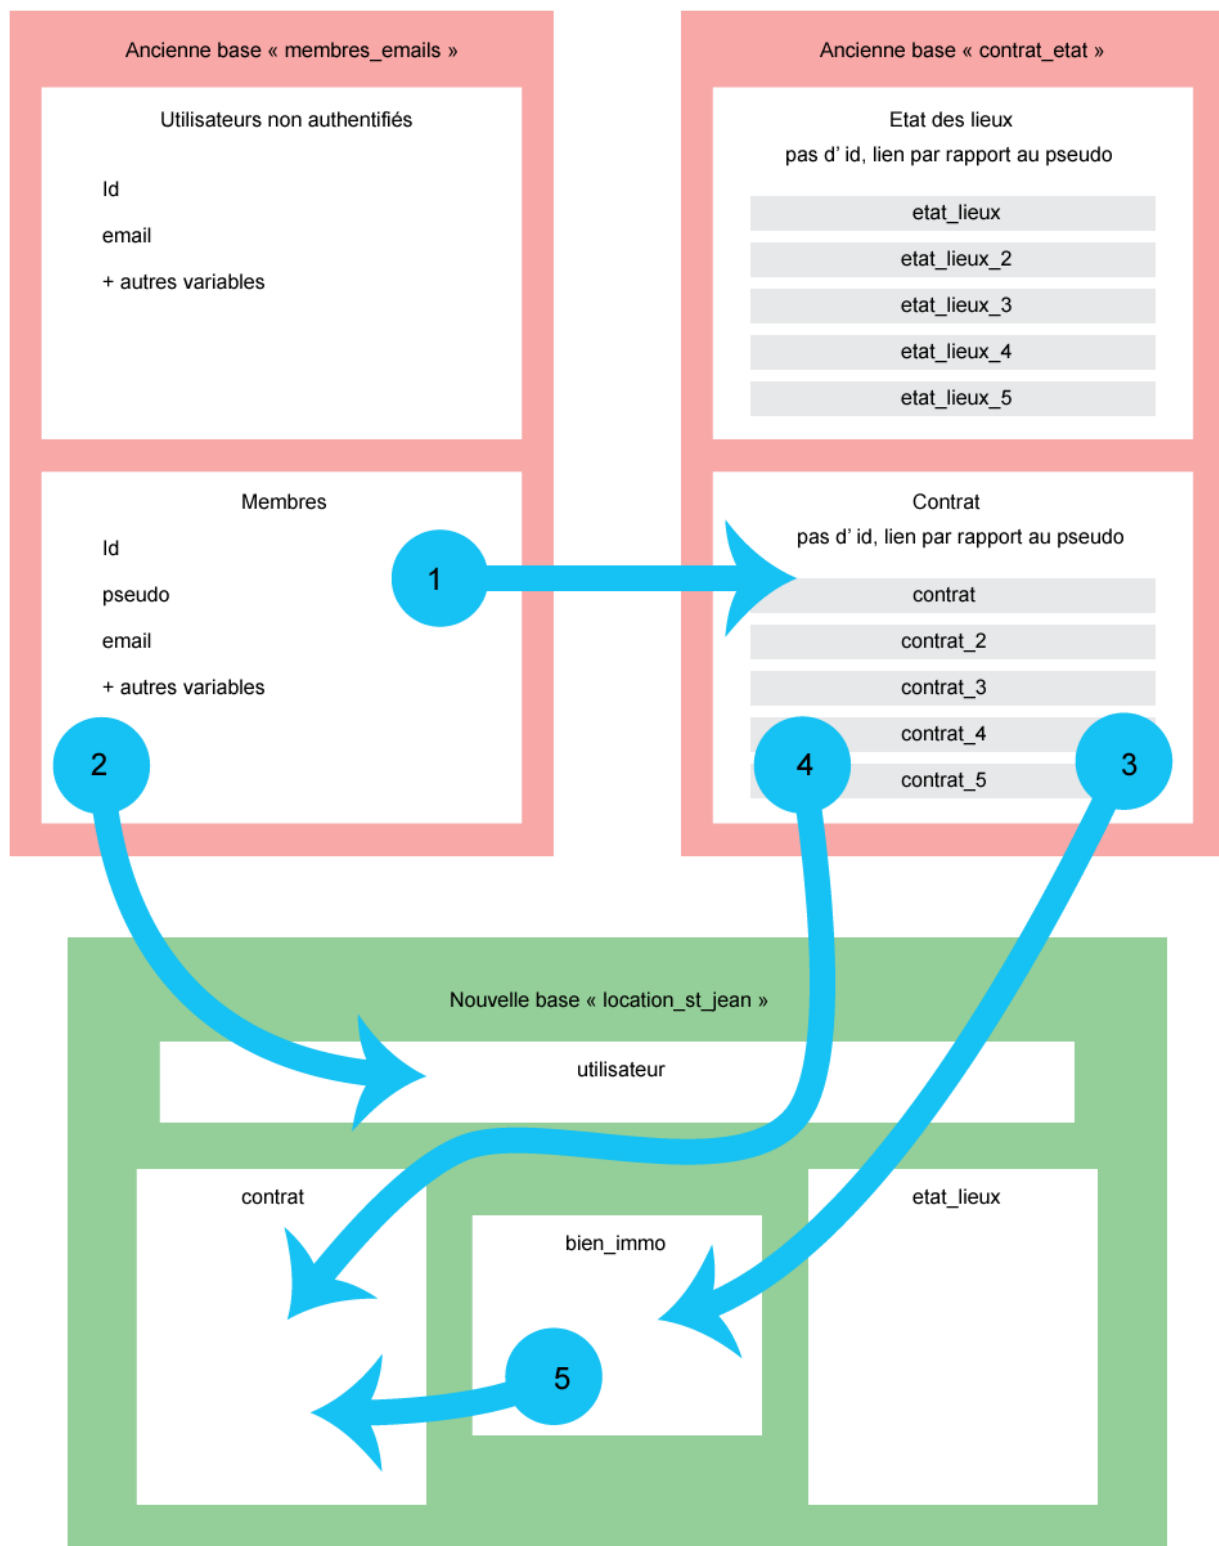 Ancienne base « membres_emails »
Utilisateurs non authentifiés
Id
email
+ autres variables
Membres
Id
pseudo
email
+ autres variables
1
2
Ancienne base « contrat_etat »
Etat des lieux
pas d' id, lien par rapport au pseudo
etat_lieux
etat_lieux_2
etat_lieux_3
etat_lieux_4
etat_lieux_5
Contrat
pas d' id, lien par rapport au pseudo
contrat
contrat_2
contrat_3
contrat_4
contrat_5
4
3
Nouvelle base « location_st_jean »
utilisateur
contrat
bien_immo
5
etat_lieux